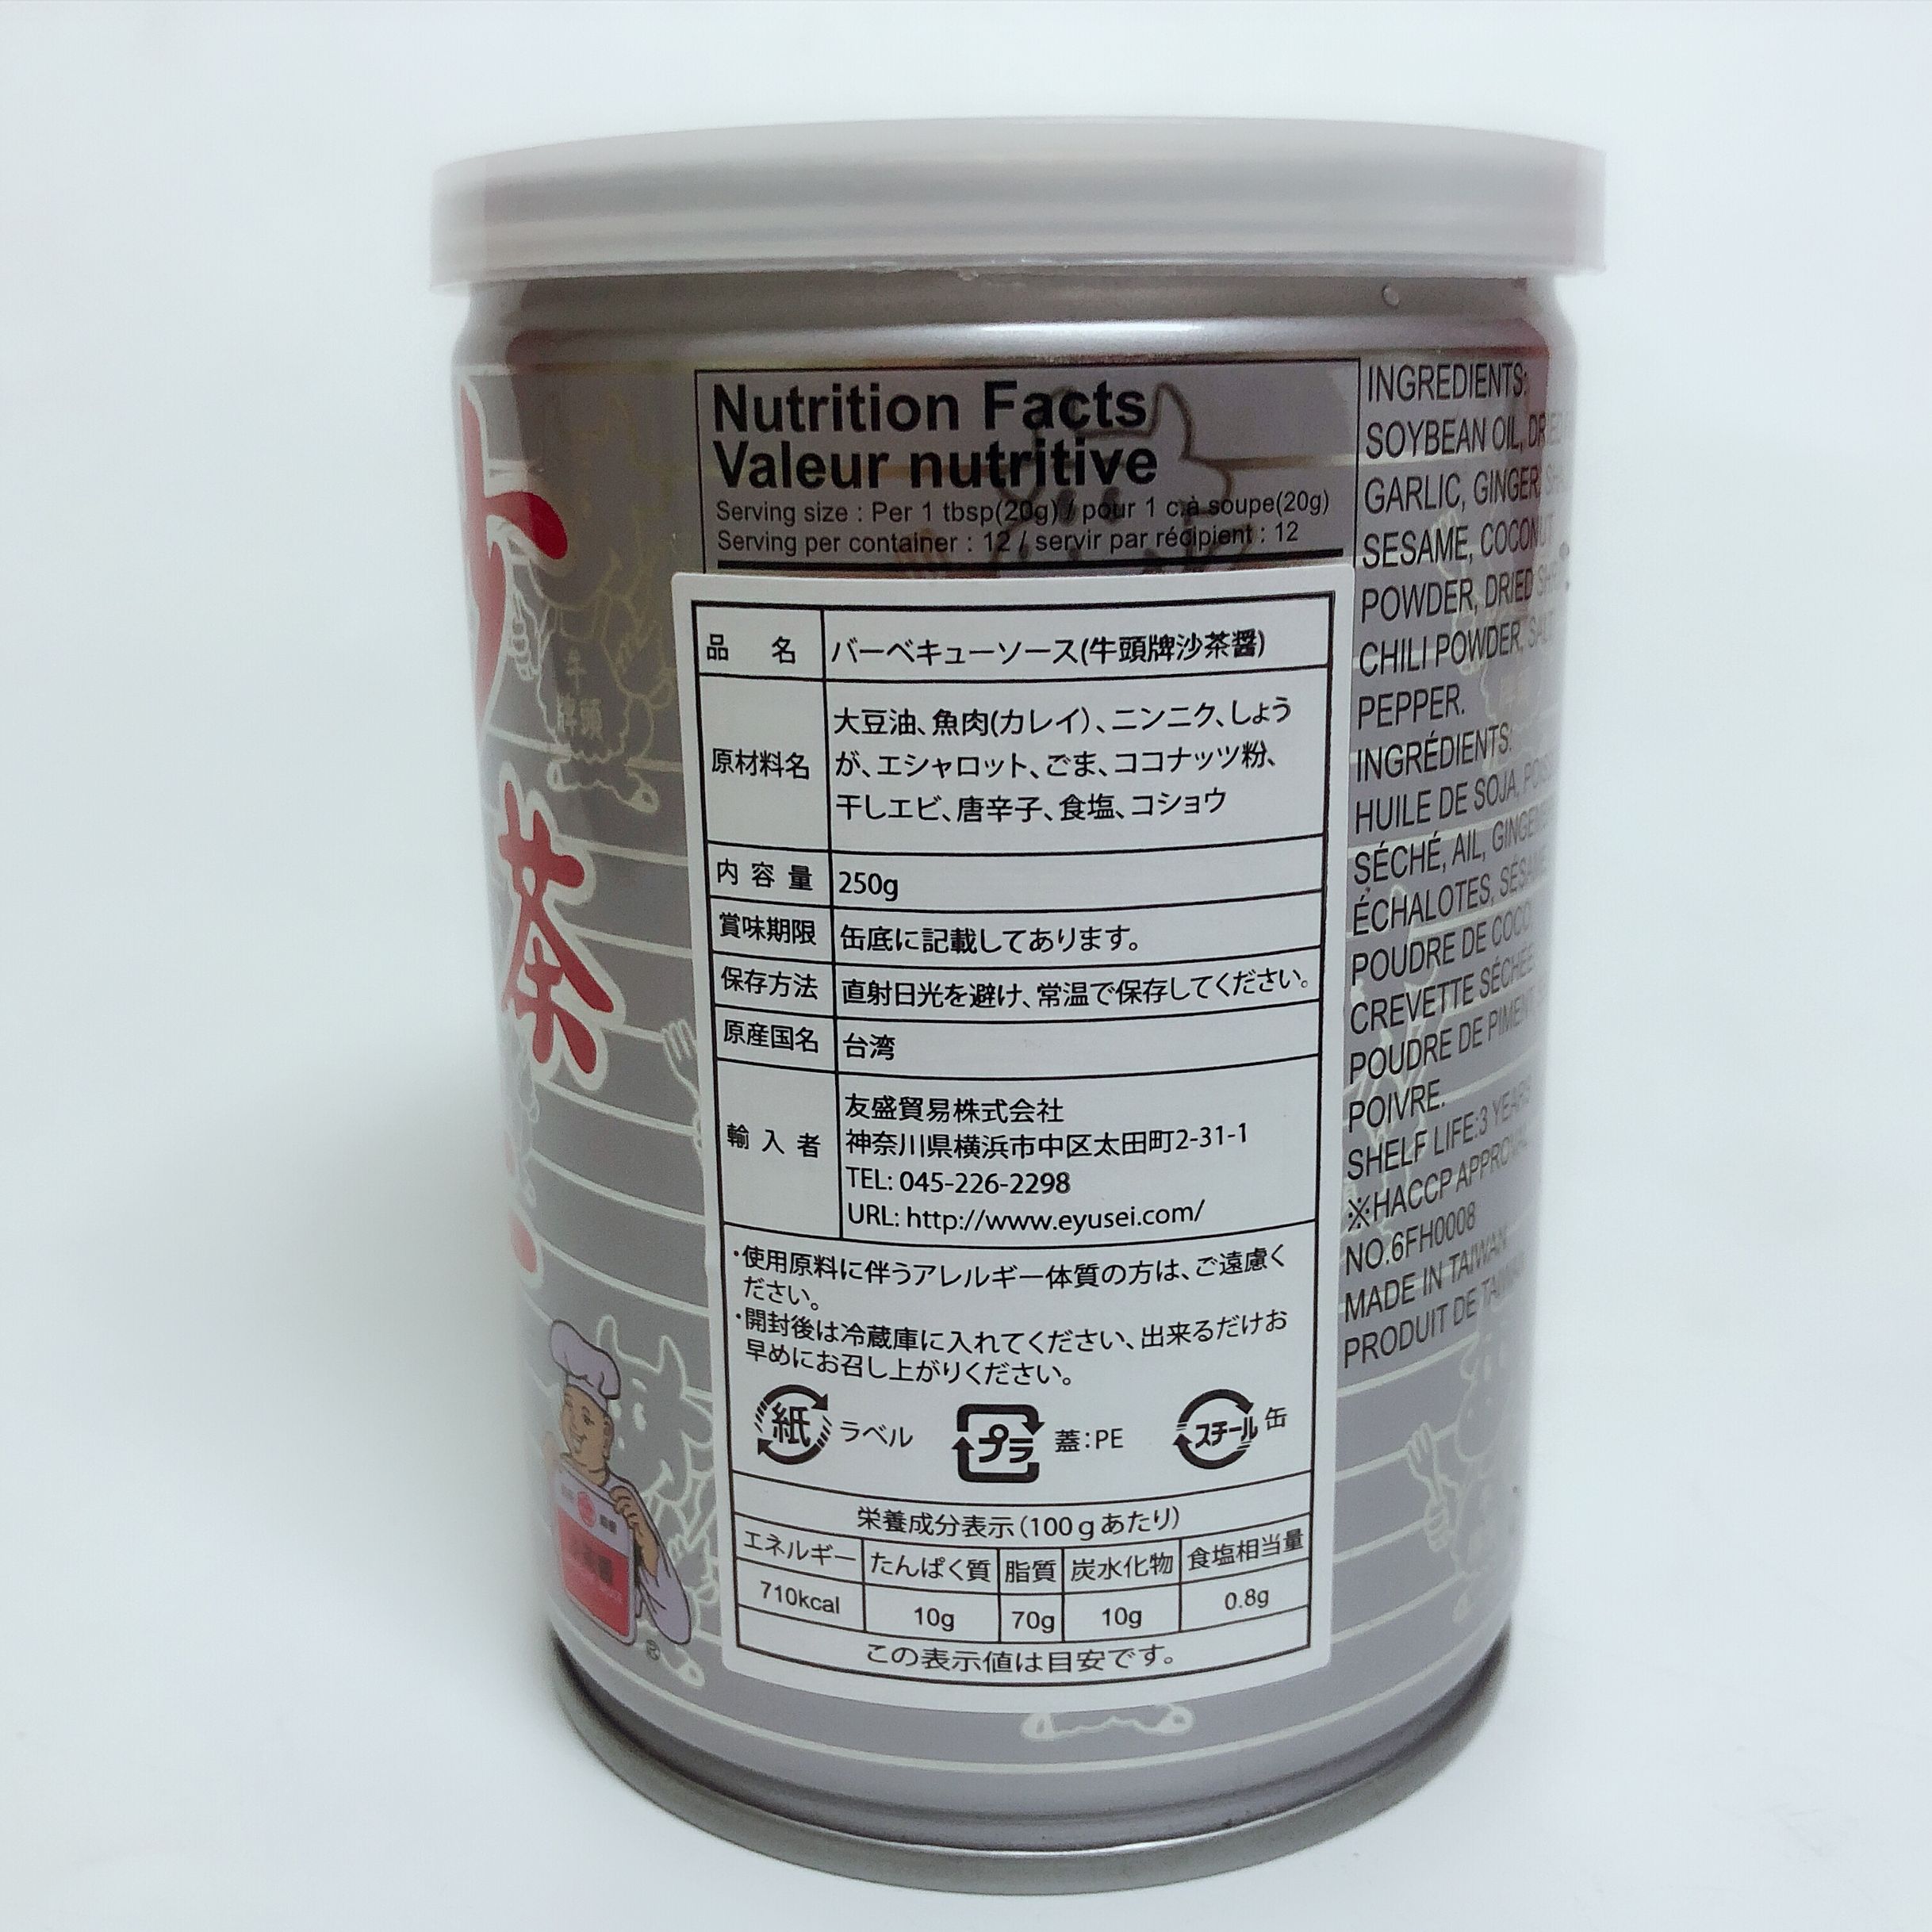 茶
牛
牌頭
Nutrition Facts
Valeur nutritive
Serving size : Per 1 tbsp(20g) / pour 1 c.à soupe(20g)
Serving per container : 12 / servir par récipient : 12
品 名 バーベキューソース(牛頭牌沙茶醤)
原材料名 大豆油、魚肉(カレイ)、ニンニク、しょう
が、エシャロット、ごま、ココナッツ粉、
干しエビ、唐辛子、食塩、コショウ
内容量 250g
賞味期限 缶底に記載してあります。
保存方法 直射日光を避け、常温で保存してください。
原産国名 台湾
輸入者 友盛貿易株式会社
神奈川県横浜市中区太田町2-31-1
TEL: 045-226-2298
URL: http://www.eyusei.com/
・使用原料に伴うアレルギー体質の方は、ご遠慮く
ださい。
・開封後は冷蔵庫に入れてください、出来るだけお
早めにお召し上がりください。
紙 ラベル プラ 蓋:PE スチール 缶
栄養成分表示(100gあたり)
エネルギー たんぱく質 脂質 炭水化物 食塩相当量
710kcal 10g 70g 10g 0.8g
この表示値は目安です。
®
INGREDIENTS:
SOYBEAN OIL, DRIED
GARLIC, GINGER,
SESAME, COCONUT
POWDER, DRIED
CHILI POWDER, SALT
PEPPER.
INGRÉDIENTS:
HUILE DE SOJA,
SÉCHÉ, AIL,
ÉCHALOTES,
POUDRE DE COCO
CREVETTE SÉCHÉE
POUDRE DE PIMENT
POIVRE.
SHELF LIFE:3 YEARS
※HACCP
NO.6FH0008
MADE IN TAIWAN
PRODUIT DE TAIWAN